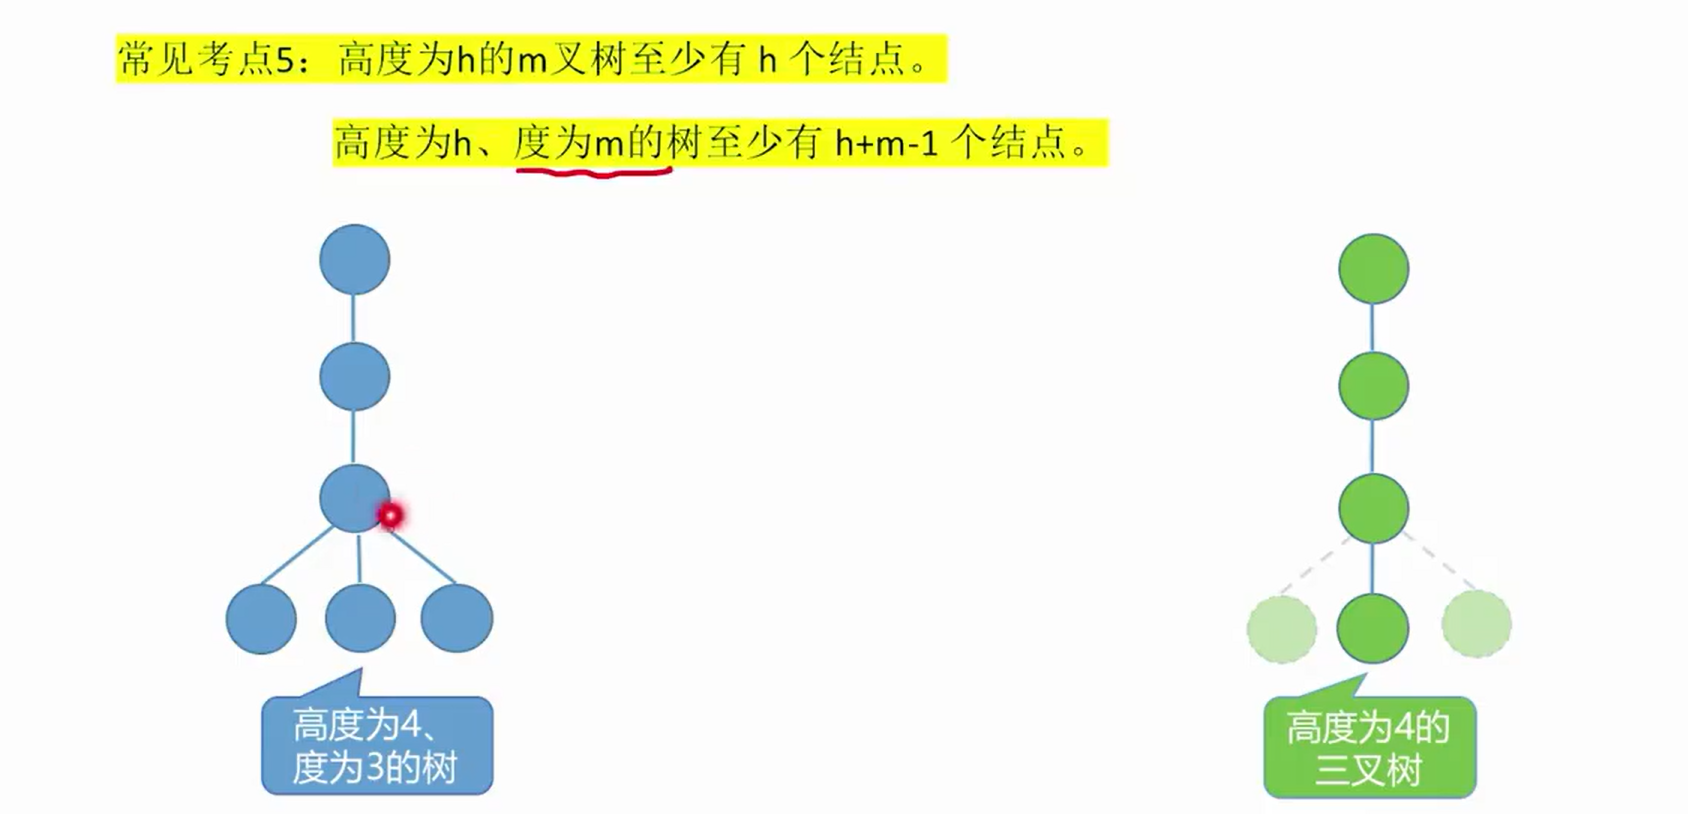 常见考点5：高度为h的m叉树至少有 h 个结点。
高度为h、度为m的树至少有 h+m-1 个结点。
高度为4、
度为3的树
高度为4的
三叉树